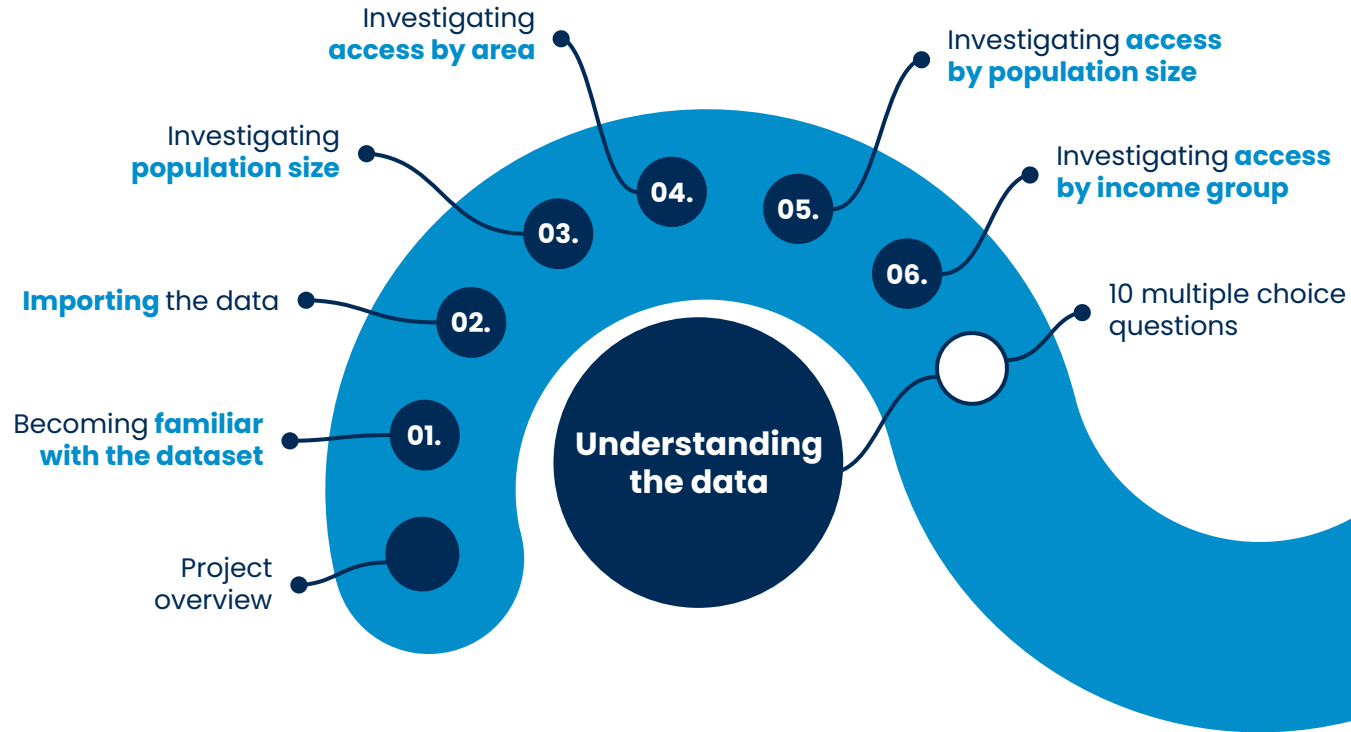 Project
overview
01.
Becoming familiar
with the dataset
02.
Importing the data
03.
Investigating
population size
04.
Investigating
access by area
05.
Investigating access
by population size
06.
Investigating access
by income group
10 multiple choice
questions
Understanding
the data